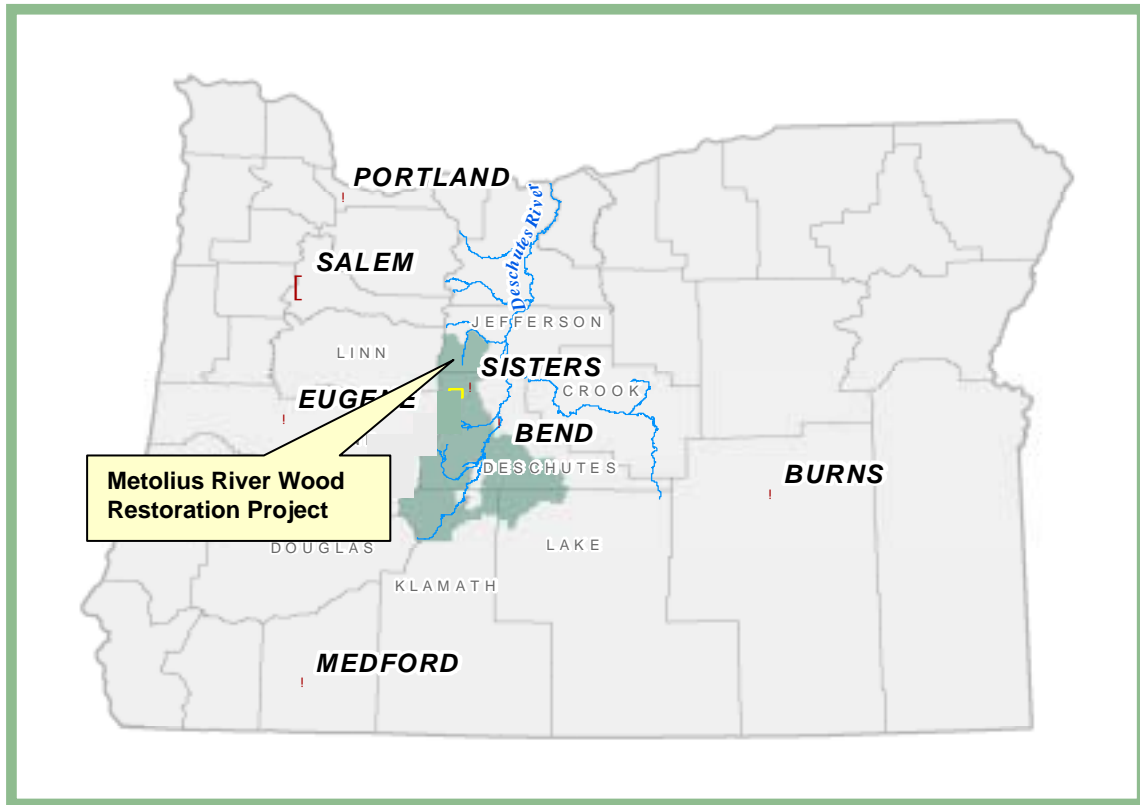 PORTLAND
Deschutes River
SALEM
JEFFERSON
LINN
SISTERS
EUGENE
CROOK
BEND
Metolius River Wood
Restoration Project
DESCHUTES
BURNS
DOUGLAS
LAKE
KLAMATH
MEDFORD